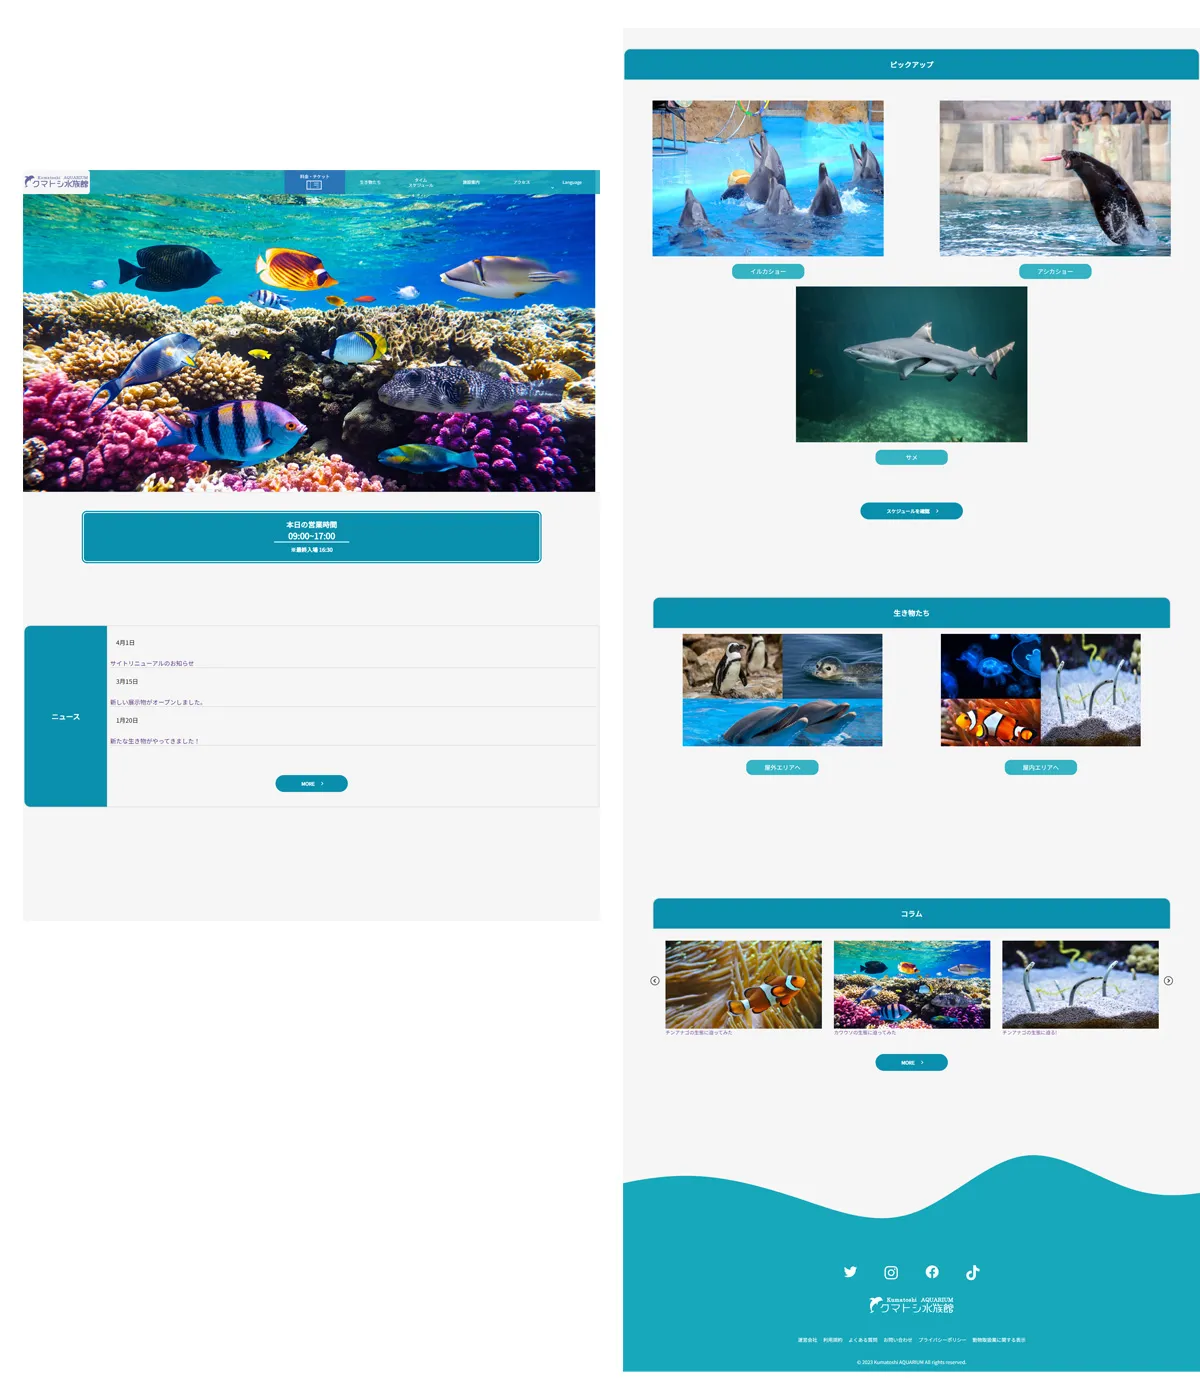 Kumatoshi AQUARIUM
クマトシ水族館
料金・チケット
生き物たち
タイム
スケジュール
施設案内
アクセス
Language
本日の営業時間
09:00~17:00
※最終入場 16:30
ニュース
4月1日
サイトリニューアルのお知らせ
3月15日
新しい展示物がオープンしました。
1月20日
新たな生き物がやってきました！
MORE
ピックアップ
イルカショー
アシカショー
サメ
スケジュールを確認
生き物たち
屋外エリアへ
屋内エリアへ
コラム
チンアナゴの生態に迫ってみた
カワウソの生態に迫ってみた
チンアナゴの生態に迫る!
MORE
Kumatoshi AQUARIUM
クマトシ水族館
運営会社 利用規約 よくある質問 お問い合わせ プライバシーポリシー 動物取扱業に関する表示
© 2023 Kumatoshi AQUARIUM All rights reserved.